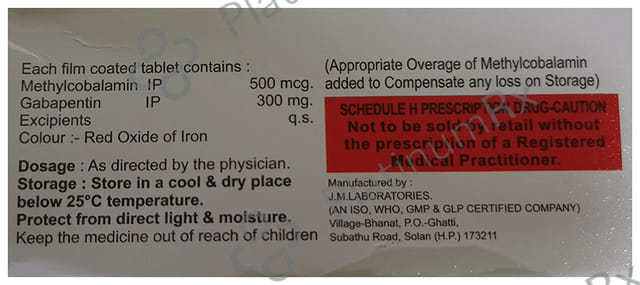 Each film coated tablet contains :
Methylcobalamin IP 500 mcg.
Gabapentin IP 300 mg.
Excipients q.s.
Colour :- Red Oxide of Iron
Dosage : As directed by the physician.
Storage : Store in a cool & dry place
below 25°C temperature.
Protect from direct light & moisture.
Keep the medicine out of reach of children
(Appropriate Overage of Methylcobalamin
added to Compensate any loss on Storage)
SCHEDULE H PRESCRIPTION DRUG-CAUTION
Not to be sold by retail without
the prescription of a Registered
Medical Practitioner.
Manufactured by :
J.M.LABORATORIES.
(AN ISO, WHO, GMP & GLP CERTIFIED COMPANY)
Village-Bhanat, P.O.-Ghatti,
Subathu Road, Solan (H.P.) 173211
PlatinumRx